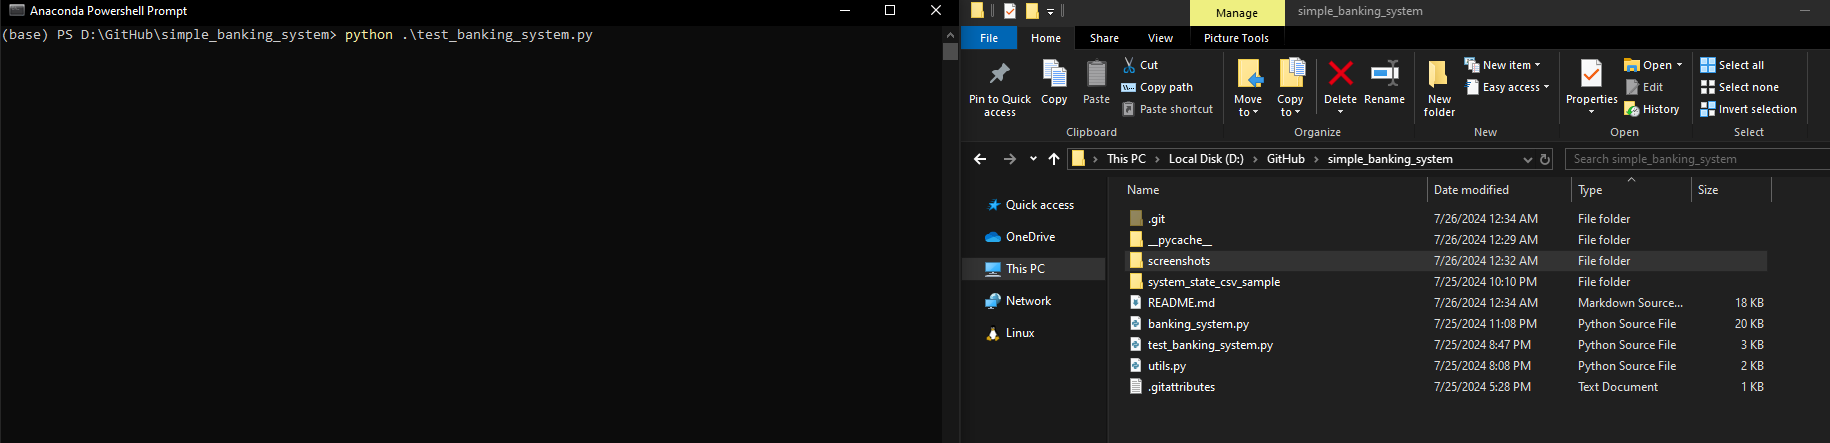 Anaconda Powershell Prompt
(base) PS D:\GitHub\simple_banking_system> python .\test_banking_system.py
Manage
simple_banking_system
File
Home
Share
View
Picture Tools
Pin to Quick access
Copy
Paste
Cut
Copy path
Paste shortcut
Clipboard
Move to
Copy to
Delete
Rename
Organize
New folder
New item
Easy access
New
Properties
Open
Edit
History
Open
Select all
Select none
Invert selection
Select
This PC > Local Disk (D:) > GitHub > simple_banking_system
Search simple_banking_system
Quick access
OneDrive
This PC
Network
Linux
Name Date modified Type Size
.git 7/26/2024 12:34 AM File folder
__pycache__ 7/26/2024 12:29 AM File folder
screenshots 7/26/2024 12:32 AM File folder
system_state_csv_sample 7/25/2024 10:10 PM File folder
README.md 7/26/2024 12:34 AM Markdown Source... 18 KB
banking_system.py 7/25/2024 11:08 PM Python Source File 20 KB
test_banking_system.py 7/25/2024 8:47 PM Python Source File 3 KB
utils.py 7/25/2024 8:08 PM Python Source File 2 KB
.gitattributes 7/25/2024 5:28 PM Text Document 1 KB